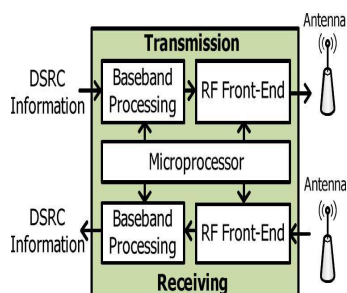 Antenna
Transmission
DSRC
Information
Baseband
Processing
RF Front-End
Microprocessor
Antenna
DSRC
Information
Baseband
Processing
RF Front-End
Receiving